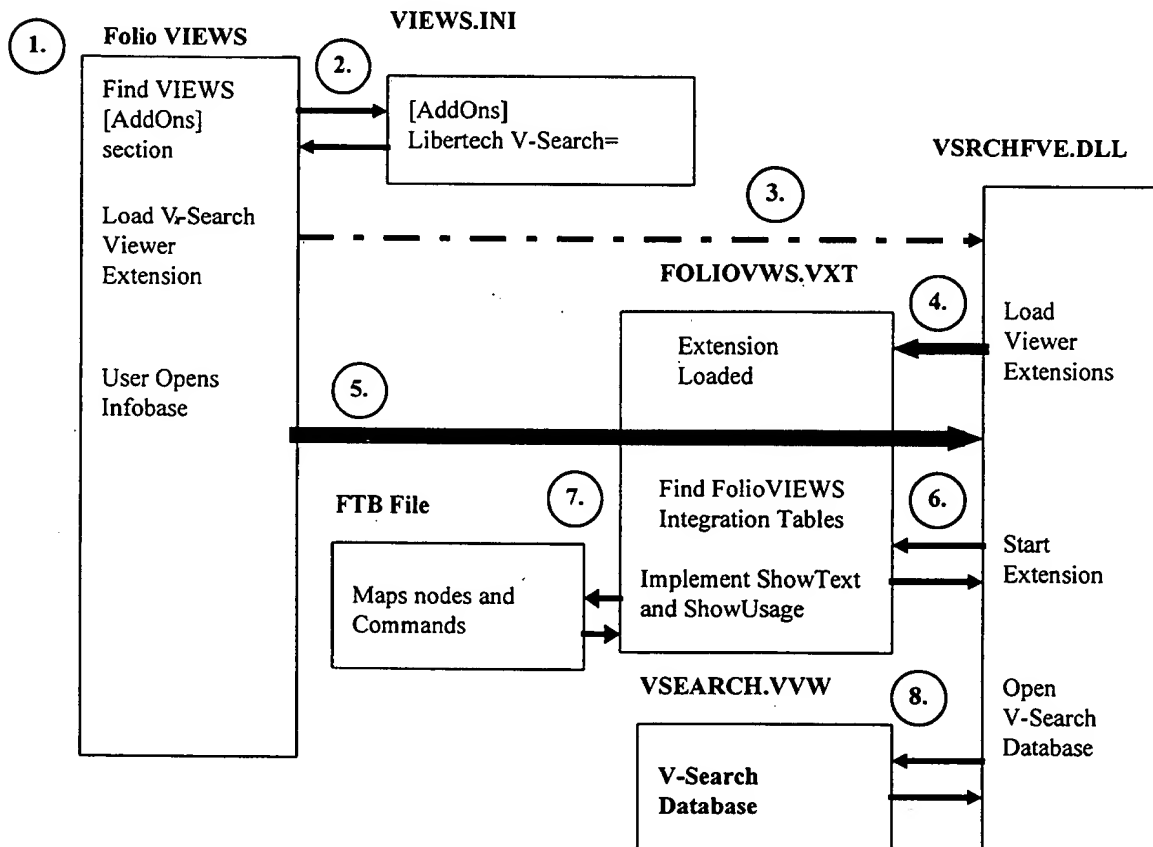 1.
Folio VIEWS
VIEWS.INI
Find VIEWS
[AddOns]
section
2.
[AddOns]
Libertech V-Search=
VSRCHFVE.DLL
Load V-Search
Viewer
Extension
3.
FOLIOVWS.VXT
4.
Load
Viewer
Extensions
Extension
Loaded
User Opens
Infobase
5.
FTB File
7.
Find FolioVIEWS
Integration Tables
6.
Start
Extension
Maps nodes and
Commands
Implement ShowText
and ShowUsage
VSEARCH.VVW
8.
Open
V-Search
Database
V-Search
Database